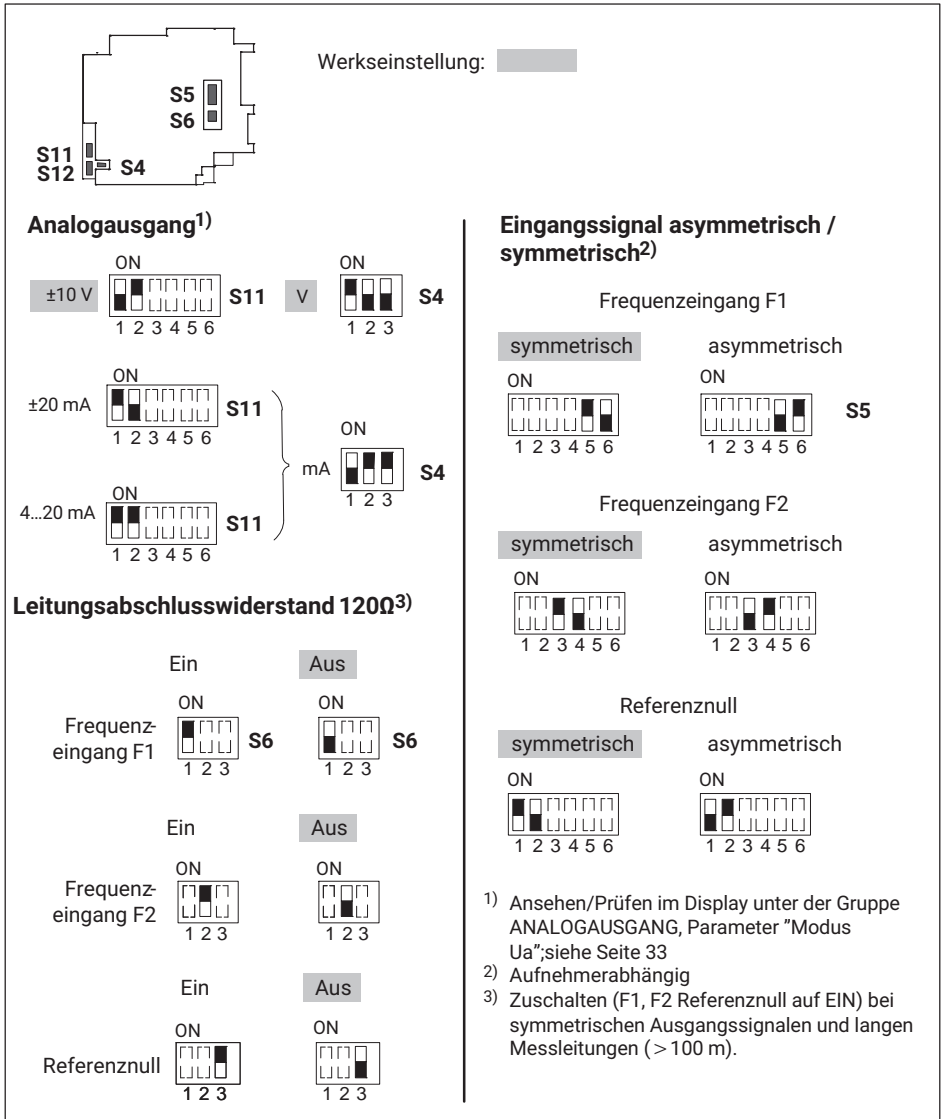 Werkseinstellung:
S5
S6
S11
S12
S4
Analogausgang1)
ON
±10 V
S11
1 2 3 4 5 6
ON
V
S4
1 2 3
ON
±20 mA
S11
1 2 3 4 5 6
ON
4...20 mA
S11
1 2 3 4 5 6
ON
mA
S4
1 2 3
Leitungsabschlusswiderstand 120Ω3)
Ein Aus
ON ON
Frequenz-
eingang F1
S6 S6
1 2 3 1 2 3
Ein Aus
ON ON
Frequenz-
eingang F2
1 2 3 1 2 3
Ein Aus
ON ON
Referenznull
1 2 3 1 2 3
Eingangssignal asymmetrisch /
symmetrisch2)
Frequenzeingang F1
symmetrisch asymmetrisch
ON ON
S5
1 2 3 4 5 6 1 2 3 4 5 6
Frequenzeingang F2
symmetrisch asymmetrisch
ON ON
1 2 3 4 5 6 1 2 3 4 5 6
Referenznull
symmetrisch asymmetrisch
ON ON
1 2 3 4 5 6 1 2 3 4 5 6
1) Ansehen/Prüfen im Display unter der Gruppe
ANALOGAUSGANG, Parameter ”Modus
Ua”;siehe Seite 33
2) Aufnehmerabhängig
3) Zuschalten (F1, F2 Referenznull auf EIN) bei
symmetrischen Ausgangssignalen und langen
Messleitungen (>100 m).